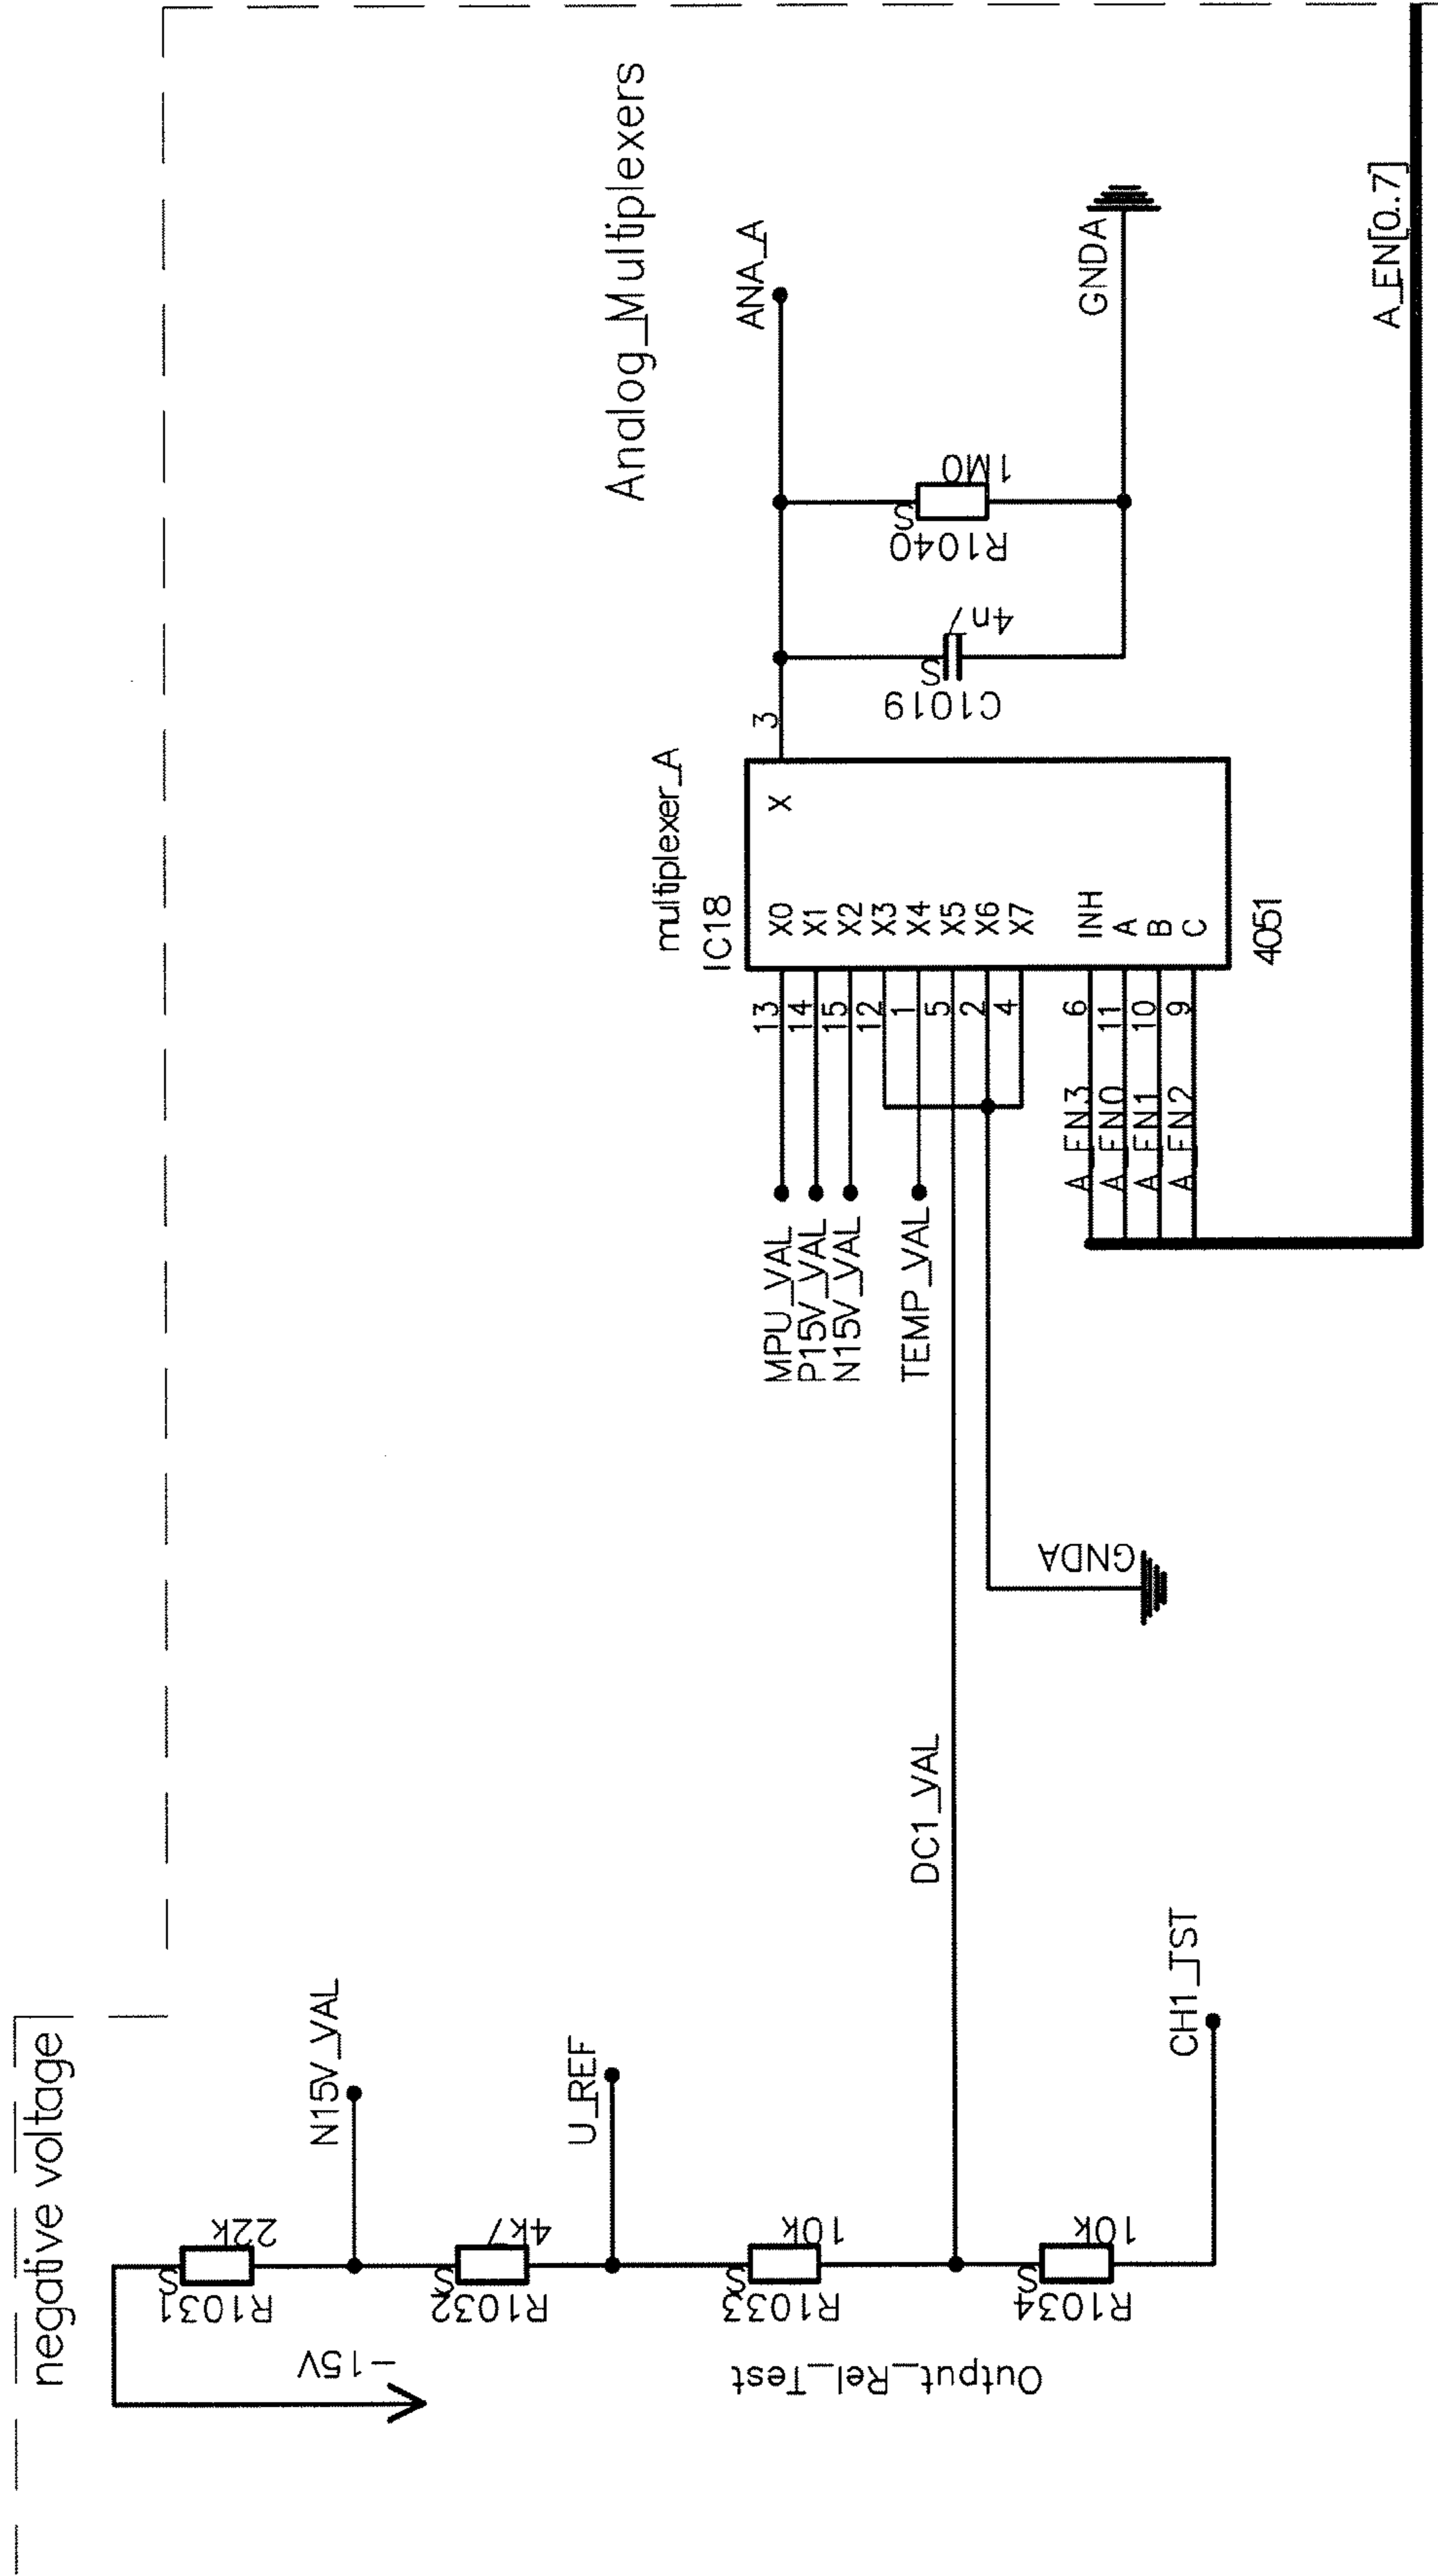 negative voltage
-15V
R1031
S
22k
N15V_VAL
R1032
S
4k7
U_REF
Output_Rel_Test
R1033
S
10k
DC1_VAL
R1034
S
10k
CH1_TST
GNDA
Analog_Multiplexers
multiplexer_A
IC18
MPU_VAL
13
X0
X
3
ANA_A
P15V_VAL
14
X1
N15V_VAL
15
X2
12
X3
TEMP_VAL
1
X4
5
X5
2
X6
4
X7
A_EN3
6
INH
A_EN0
11
A
A_EN1
10
B
A_EN2
9
C
4051
C1019
S
4n7
R1040
S
1M0
GNDA
A_EN[0..7]